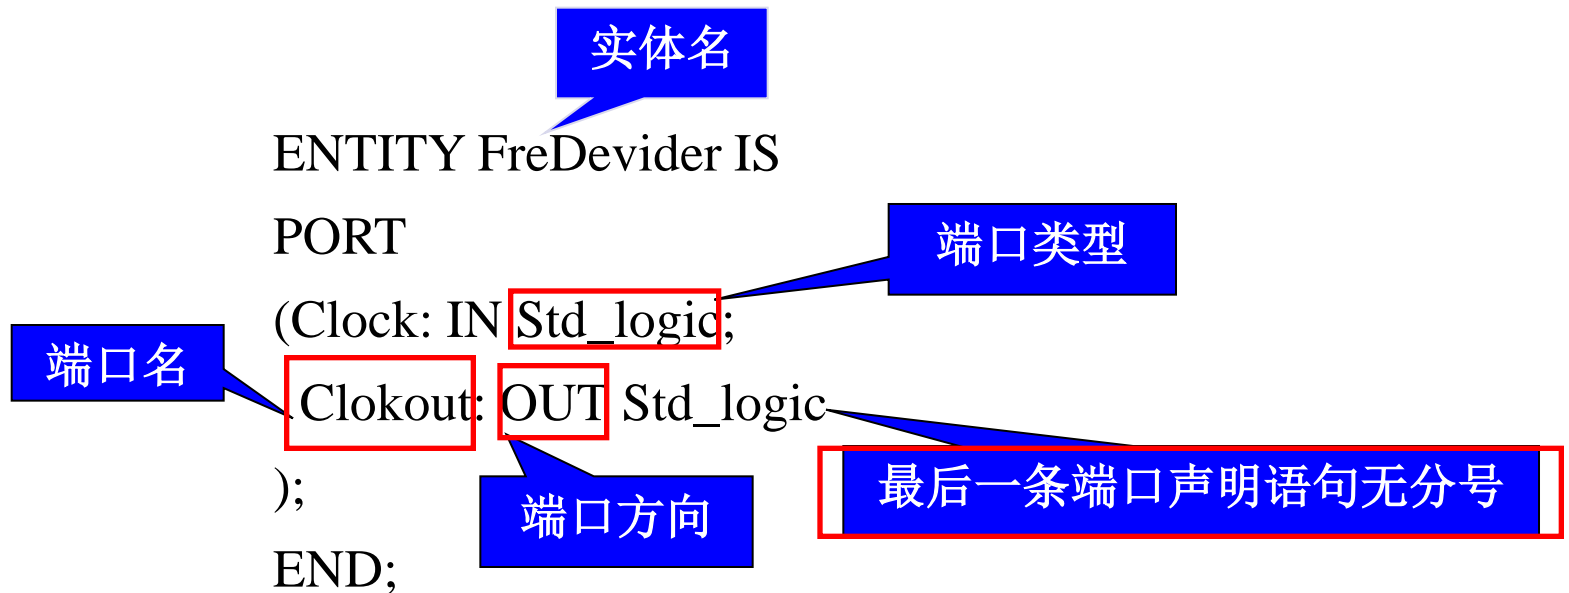 实体名
ENTITY FreDevider IS
PORT
端口类型
(Clock: IN Std_logic;
端口名
Clokout: OUT Std_logic
最后一条端口声明语句无分号
);
端口方向
END;